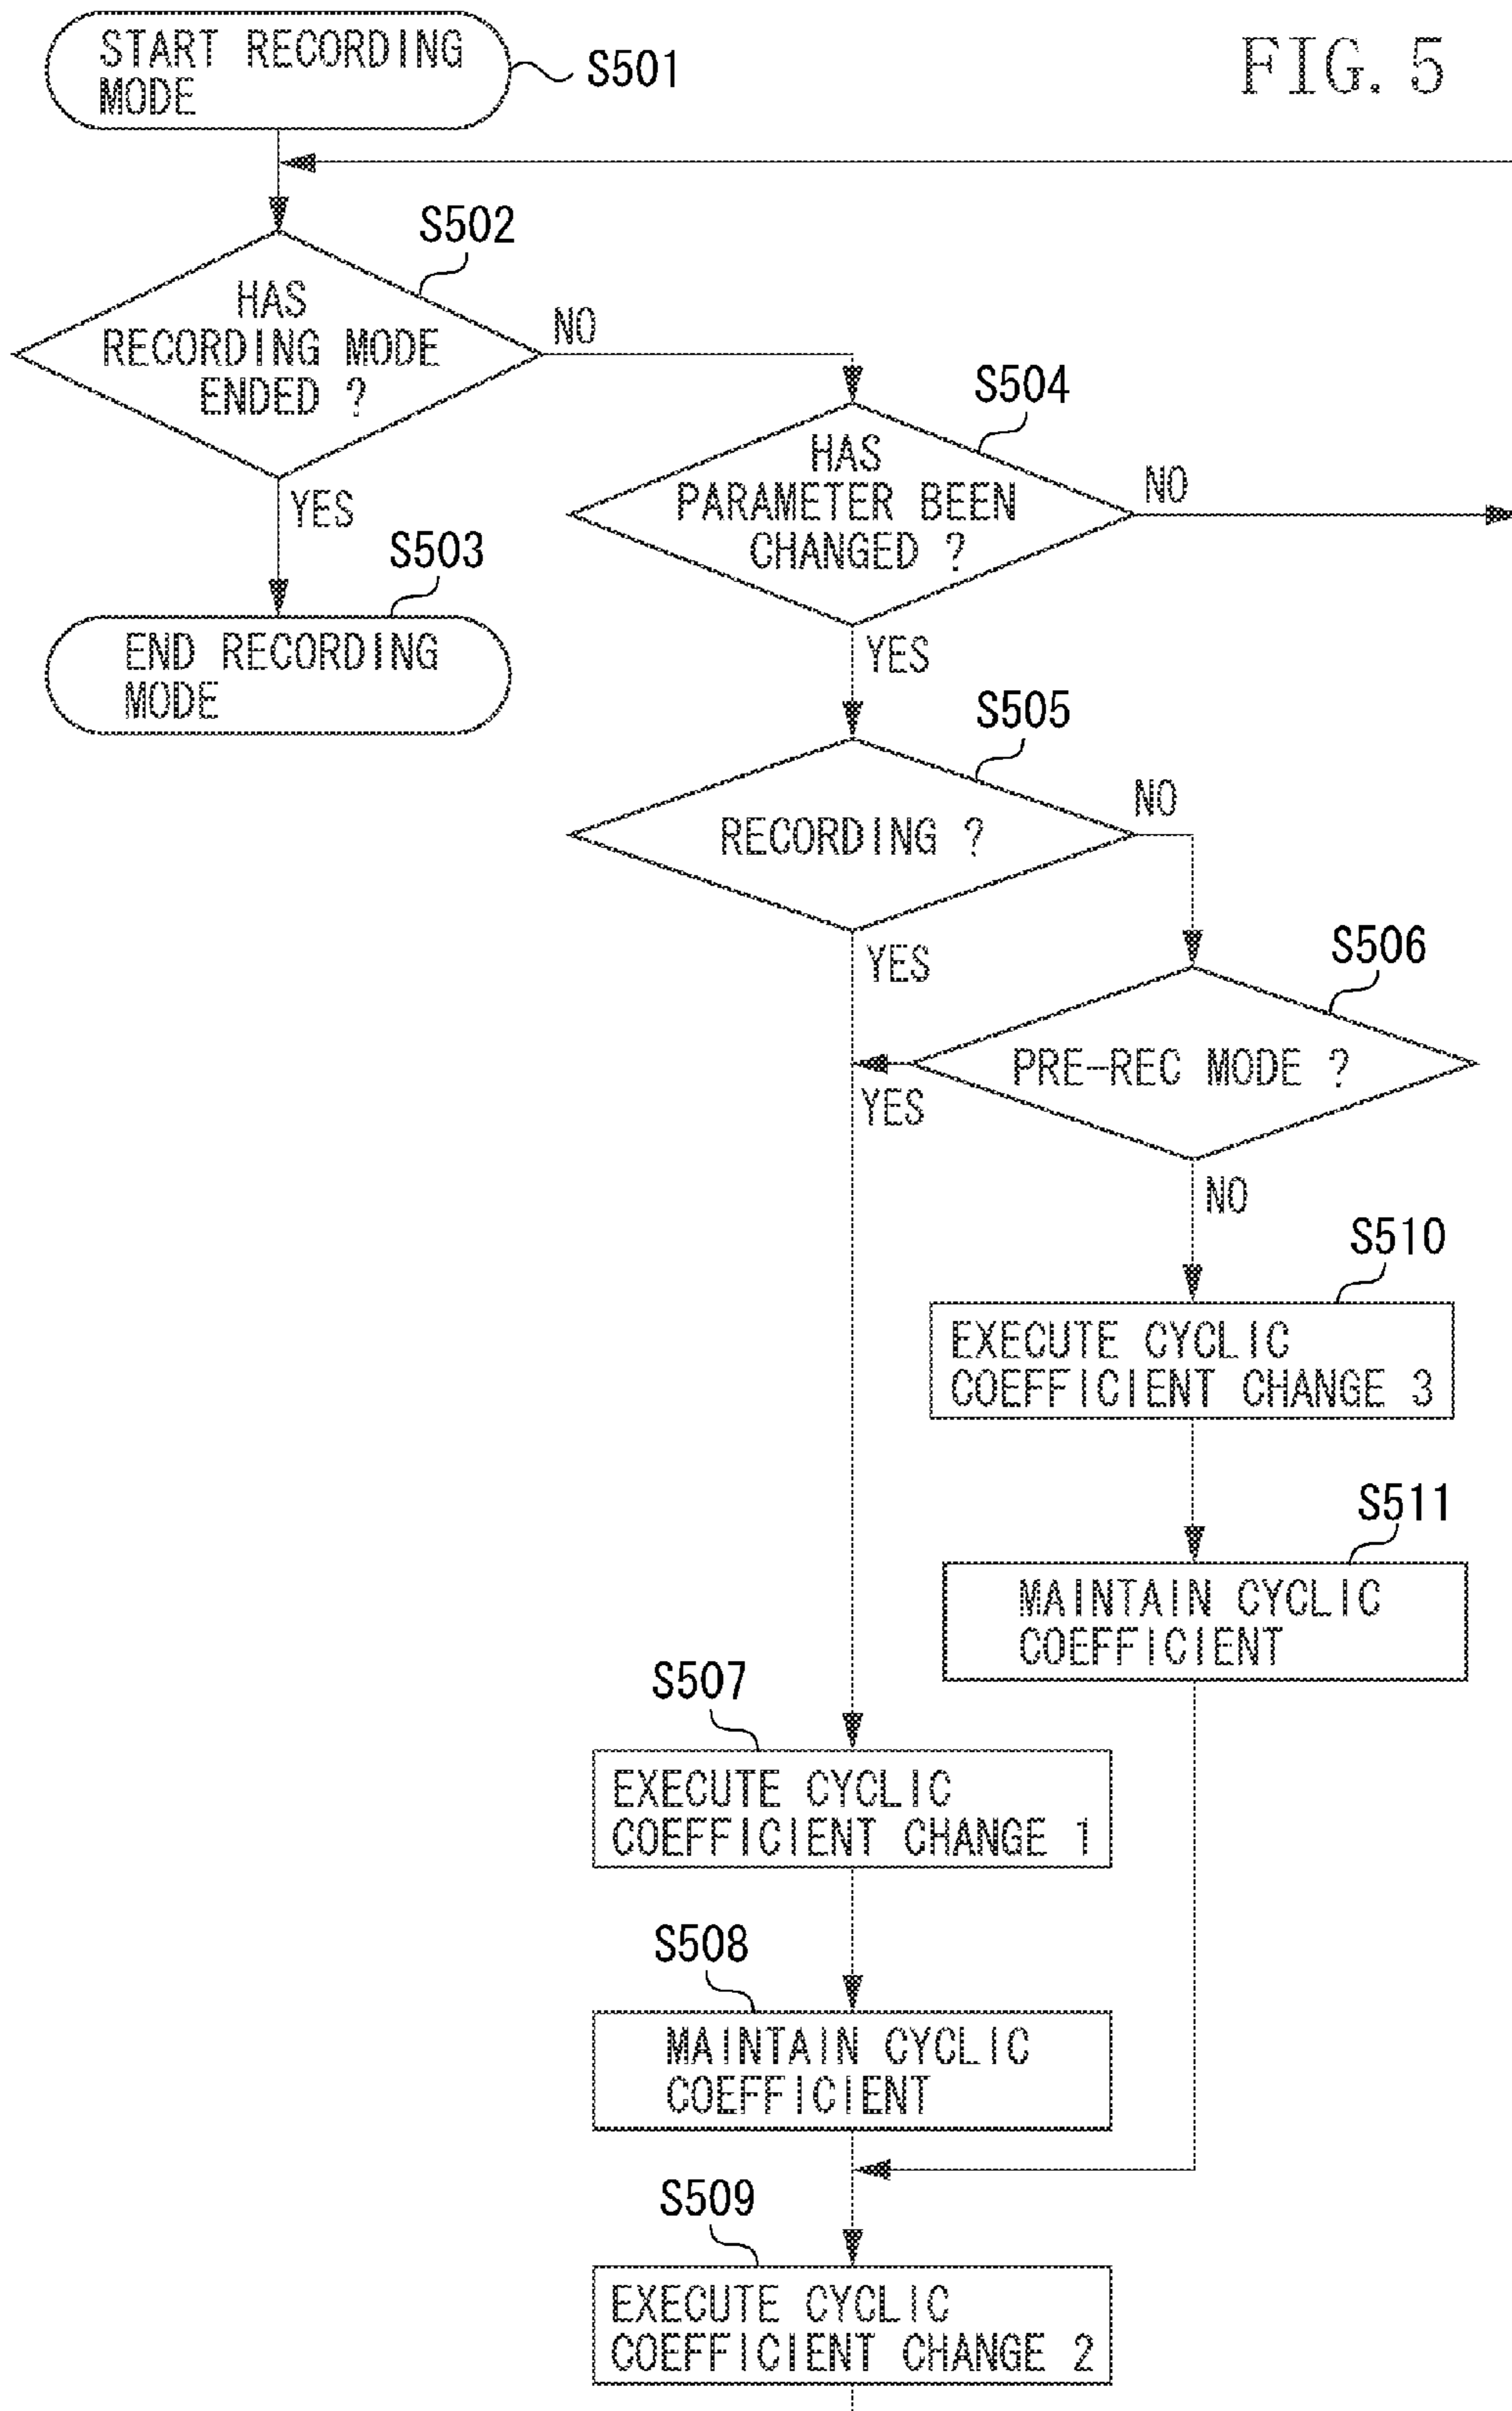 FIG. 5
START RECORDING
MODE
S501
S502
HAS
RECORDING MODE
ENDED ?
NO
YES
S503
END RECORDING
MODE
S504
HAS
PARAMETER BEEN
CHANGED ?
NO
YES
S505
RECORDING ?
NO
YES
S506
PRE-REC MODE ?
YES
NO
S510
EXECUTE CYCLIC
COEFFICIENT CHANGE 3
S511
MAINTAIN CYCLIC
COEFFICIENT
S507
EXECUTE CYCLIC
COEFFICIENT CHANGE 1
S508
MAINTAIN CYCLIC
COEFFICIENT
S509
EXECUTE CYCLIC
COEFFICIENT CHANGE 2